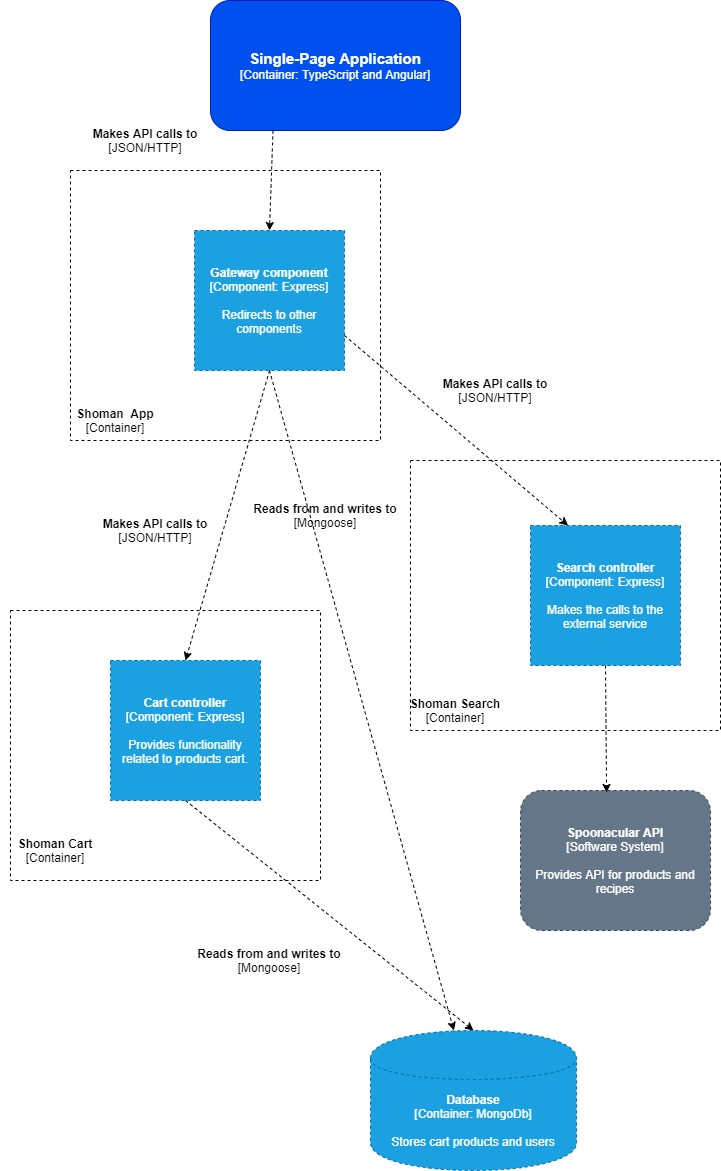 Single-Page Application
[Container: TypeScript and Angular]
Makes API calls to
[JSON/HTTP]
Gateway component
[Component: Express]
Redirects to other
components
Shoman  App
[Container]
Makes API calls to
[JSON/HTTP]
Reads from and writes to
[Mongoose]
Makes API calls to
[JSON/HTTP]
Search controller
[Component: Express]
Makes the calls to the
external service
Shoman Search
[Container]
Cart controller
[Component: Express]
Provides functionality
related to products cart.
Shoman Cart
[Container]
Spoonacular API
[Software System]
Provides API for products and
recipes
Reads from and writes to
[Mongoose]
Database
[Container: MongoDb]
Stores cart products and users